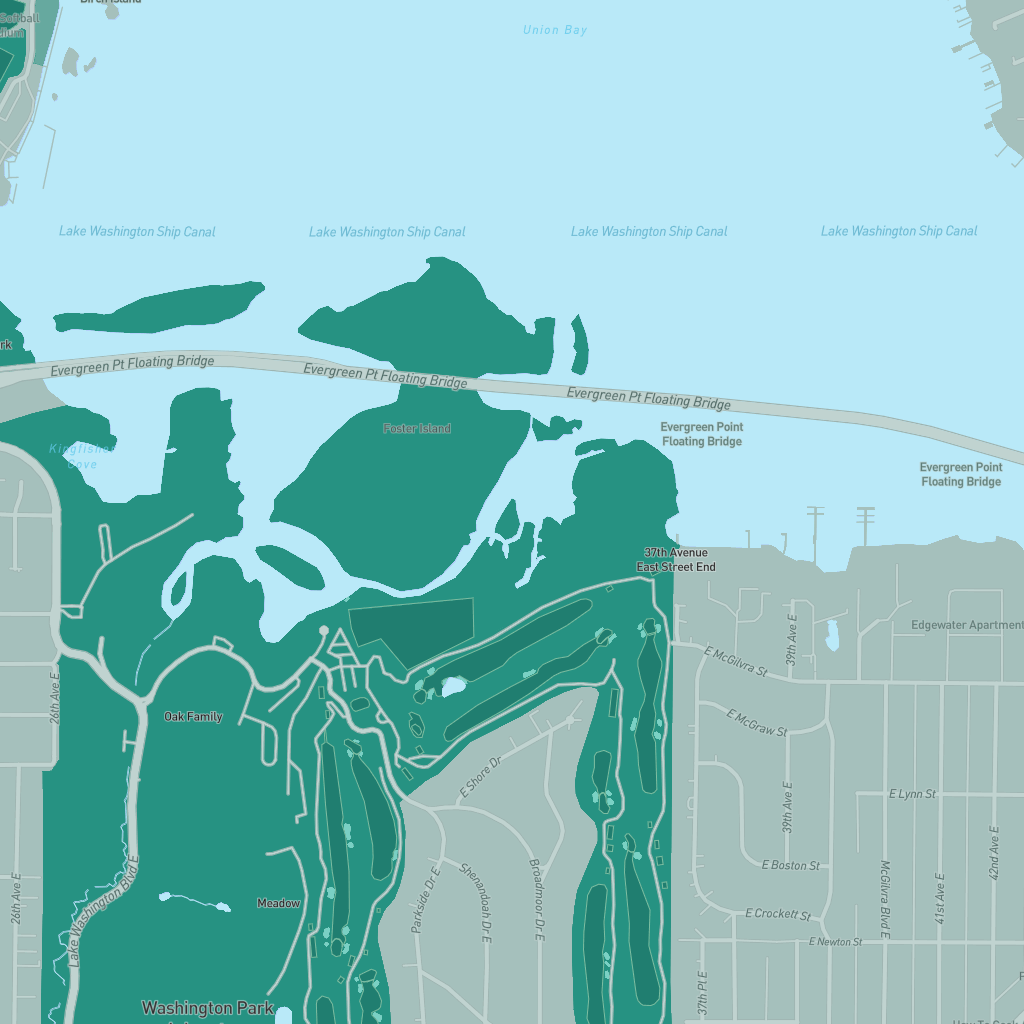 Birch Island
Softball
Union Bay
Lake Washington Ship Canal
Lake Washington Ship Canal
Lake Washington Ship Canal
Lake Washington Ship Canal
rk
Evergreen Pt Floating Bridge
Evergreen Pt Floating Bridge
Evergreen Pt Floating Bridge
Foster Island
Evergreen Point
Floating Bridge
Kingfisher
Cove
Evergreen Point
Floating Bridge
37th Avenue
East Street End
Edgewater Apartment
39th Ave E
E McGilvra St
26th Ave E
Oak Family
E McGraw St
E Shore Dr
E Lynn St
39th Ave E
42nd Ave E
E Boston St
Lake Washington Blvd E
26th Ave E
Parkside Dr E
Shenandoah Dr E
Broadmoor Dr E
McGilvra Blvd E
41st Ave E
Meadow
E Crockett St
E Newton St
37th Pl E
Washington Park